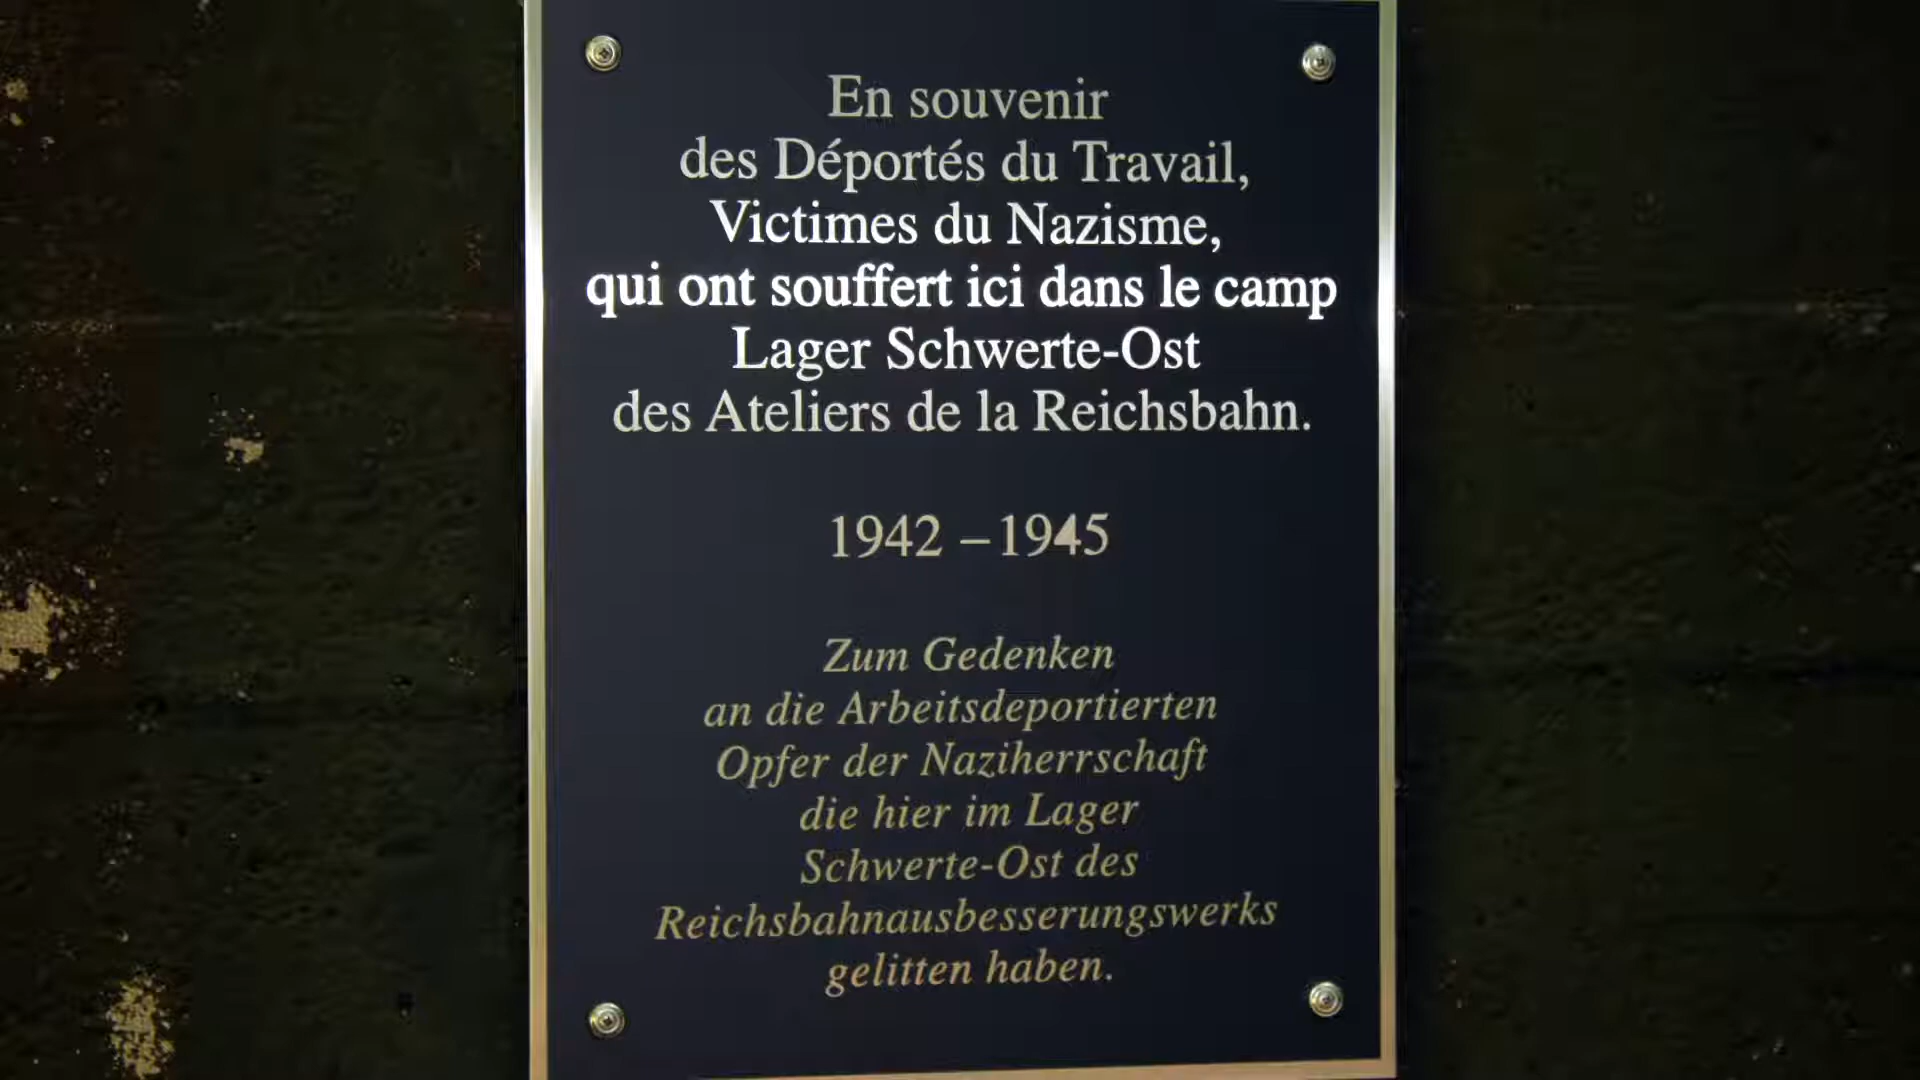 En souvenir
des Déportés du Travail,
Victimes du Nazisme,
qui ont souffert ici dans le camp
Lager Schwerte-Ost
des Ateliers de la Reichsbahn.
1942 – 1945
Zum Gedenken
an die Arbeitsdeportierten
Opfer der Naziherrschaft
die hier im Lager
Schwerte-Ost des
Reichsbahnausbesserungswerks
gelitten haben.